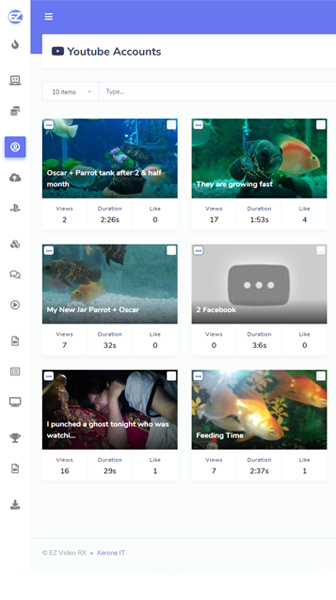 EZ
Youtube Accounts
10 items
Type...
Oscar + Parrot tank after 2 & half
month
Views Duration Like
2 2:26s 0
They are growing fast
Views Duration Like
17 1:53s 4
My New Jar Parrot + Oscar
Views Duration Like
7 32s 0
2 Facebook
Views Duration Like
0 3:6s 0
I punched a ghost tonight who was
watchi...
Views Duration Like
16 29s 1
Feeding Time
Views Duration Like
7 2:37s 1
© EZ Video RX • Xerone IT